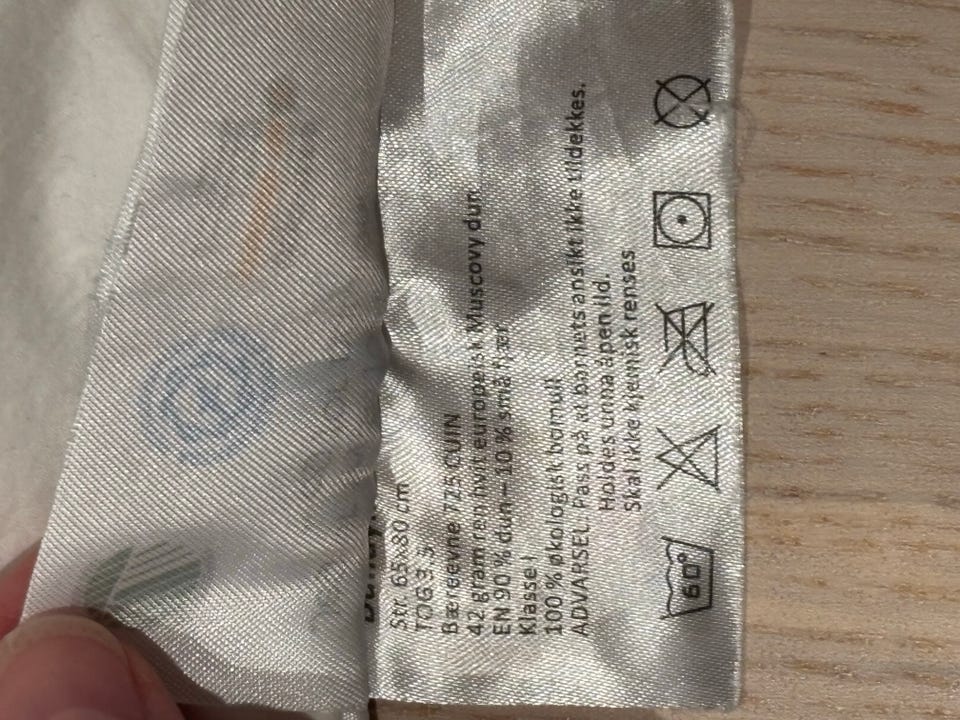 Str. 65x80 cm
TOG 3.5
Bæreevne 725 CUIN
42 gram ren hvit europeisk Muscovy dun
EN 90 % dun – 10 % små fjær
Klasse I
100 % økologisk bomull
ADVARSEL. Pass på at barnets ansikt ikke tildekkes.
Holdes unna åpen ild.
Skal ikke kjemisk renses
60°